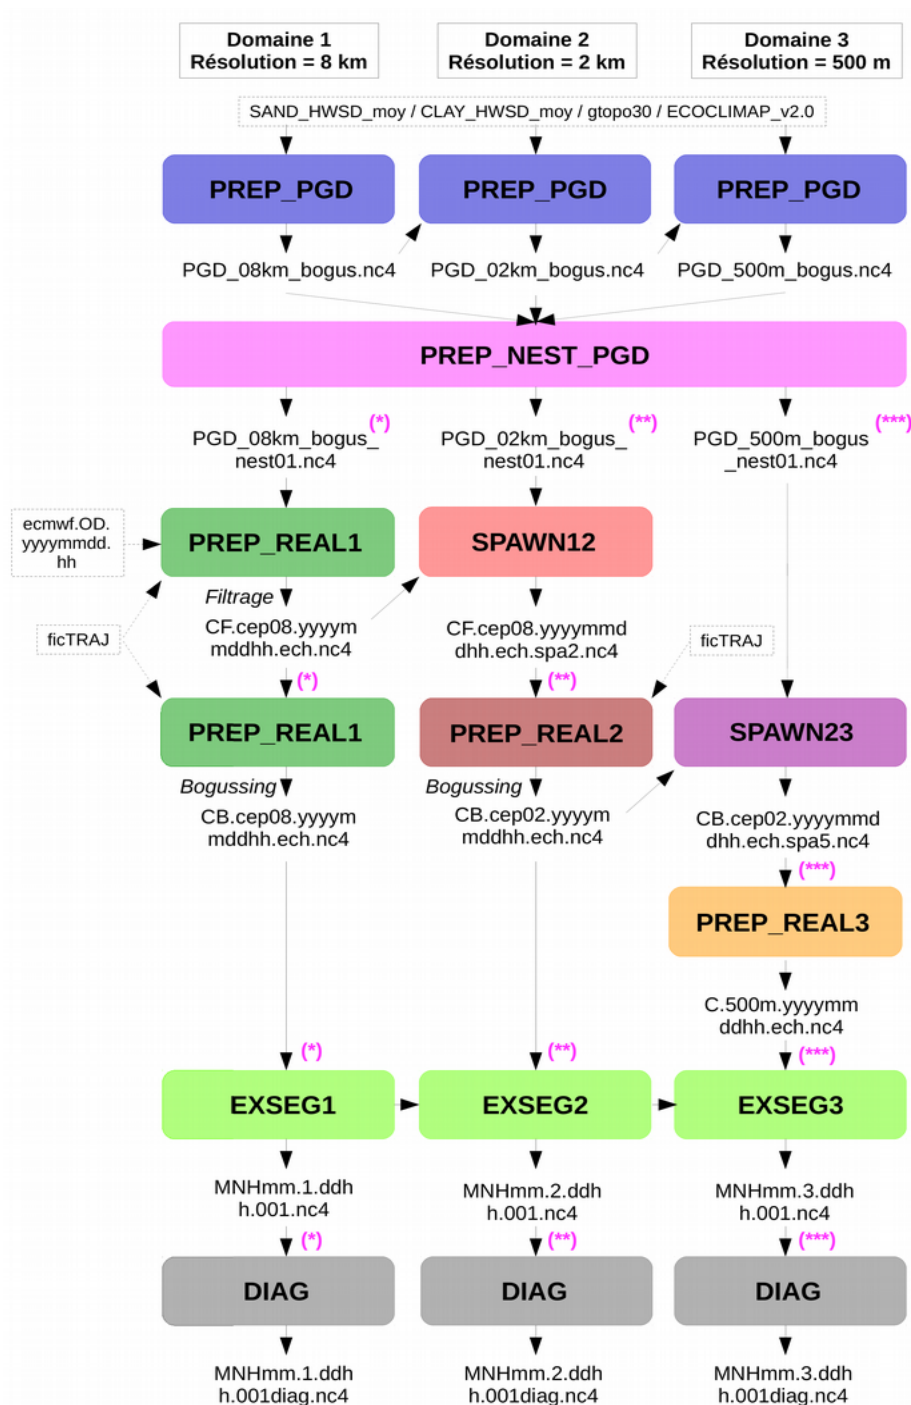 Domaine 1
Résolution = 8 km
Domaine 2
Résolution = 2 km
Domaine 3
Résolution = 500 m
SAND_HWSD_moy / CLAY_HWSD_moy / gtopo30 / ECOCLIMAP_v2.0
PREP_PGD
PREP_PGD
PREP_PGD
PGD_08km_bogus.nc4
PGD_02km_bogus.nc4
PGD_500m_bogus.nc4
PREP_NEST_PGD
(*)
(**)
(***)
PGD_08km_bogus_
nest01.nc4
PGD_02km_bogus_
nest01.nc4
PGD_500m_bogus
_nest01.nc4
ecmwf.OD.
yyyymmdd.
hh
PREP_REAL1
SPAWN12
Filtrage
ficTRAJ
CF.cep08.yyyym
mddhh.ech.nc4
CF.cep08.yyyymmd
dhh.ech.spa2.nc4
ficTRAJ
(*)
(**)
PREP_REAL1
PREP_REAL2
SPAWN23
Bogussing
Bogussing
CB.cep08.yyyym
mddhh.ech.nc4
CB.cep02.yyyym
mddhh.ech.nc4
CB.cep02.yyyymmd
dhh.ech.spa5.nc4
(***)
PREP_REAL3
C.500m.yyyymm
ddhh.ech.nc4
(*)
(**)
(***)
EXSEG1
EXSEG2
EXSEG3
MNHmm.1.ddh
h.001.nc4
MNHmm.2.ddh
h.001.nc4
MNHmm.3.ddh
h.001.nc4
(*)
(**)
(***)
DIAG
DIAG
DIAG
MNHmm.1.ddh
h.001diag.nc4
MNHmm.2.ddh
h.001diag.nc4
MNHmm.3.ddh
h.001diag.nc4